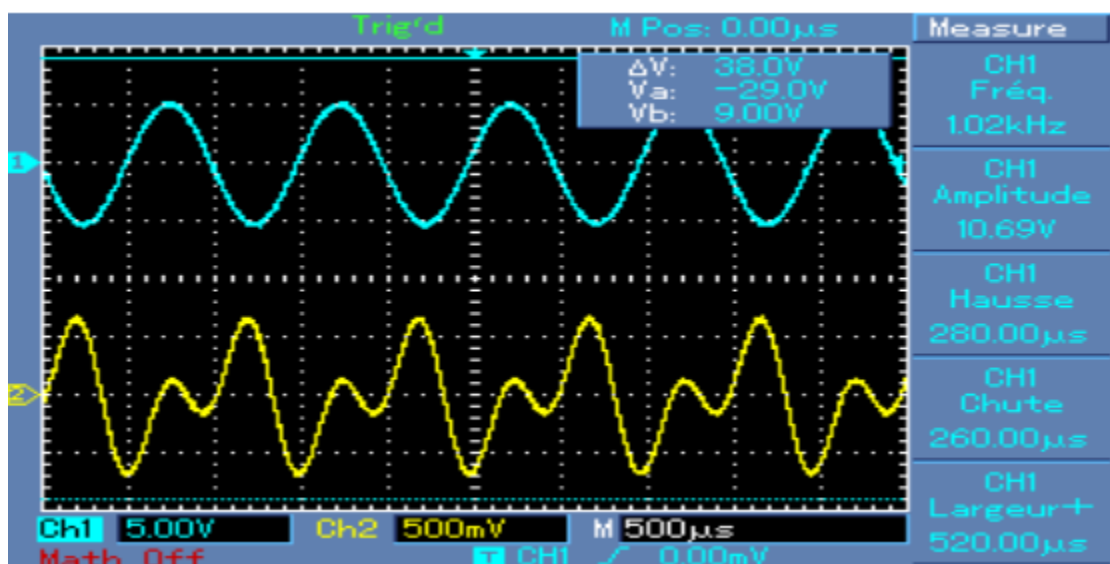 Trig'd M Pos: 0.00µs Measure
ΔV: 38.0V
Va: -29.0V
Vb: 9.00V
CH1
Fréq.
1.02kHz
CH1
Amplitude
10.69V
CH1
Hausse
280.00µs
CH1
Chute
260.00µs
CH1
Largeur+
520.00µs
1
2
Ch1 5.00V Ch2 500mV M 500µs
Math Off T CH1 0.00mV